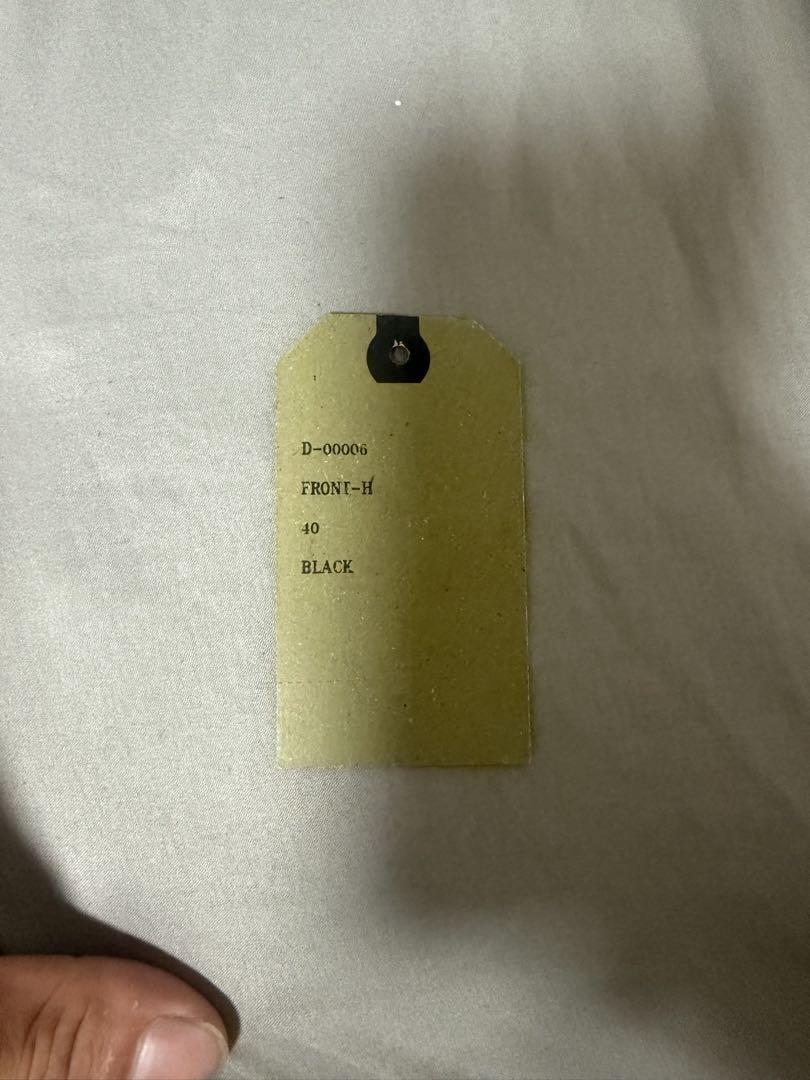 D-00006
FRONT-H
40
BLACK